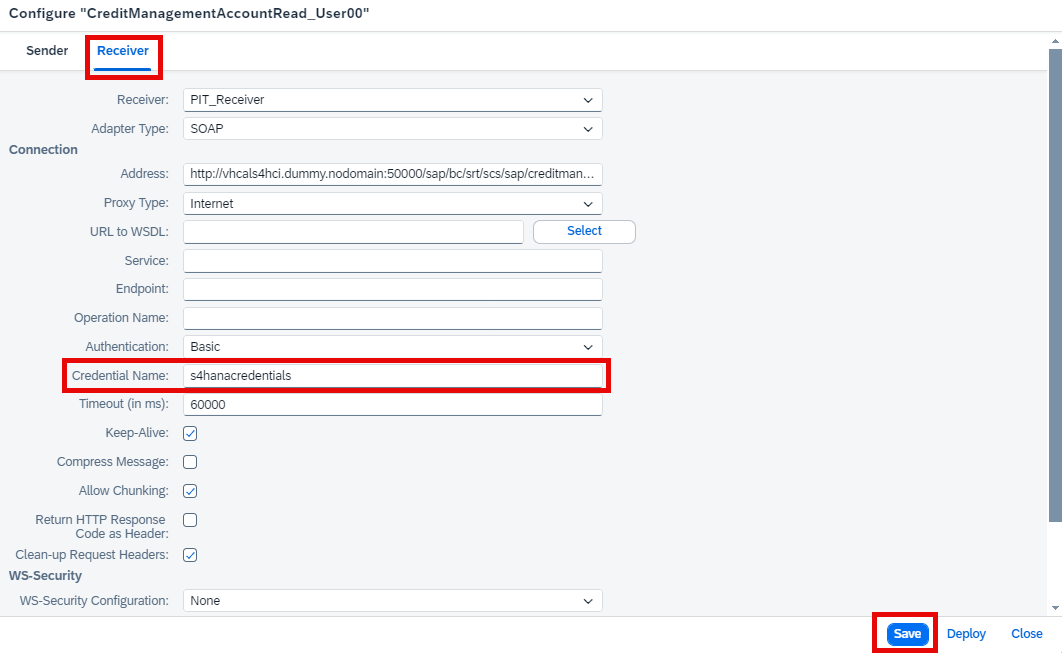 Configure "CreditManagementAccountRead_User00"
Sender Receiver
Receiver: PIT_Receiver
Adapter Type: SOAP
Connection
Address: http://vhcals4hci.dummy.nodomain:50000/sap/bc/srt/scs/sap/creditman...
Proxy Type: Internet
URL to WSDL: Select
Service:
Endpoint:
Operation Name:
Authentication: Basic
Credential Name: s4hanacredentials
Timeout (in ms): 60000
Keep-Alive:
Compress Message:
Allow Chunking:
Return HTTP Response
Code as Header:
Clean-up Request Headers:
WS-Security
WS-Security Configuration: None
Save Deploy Close